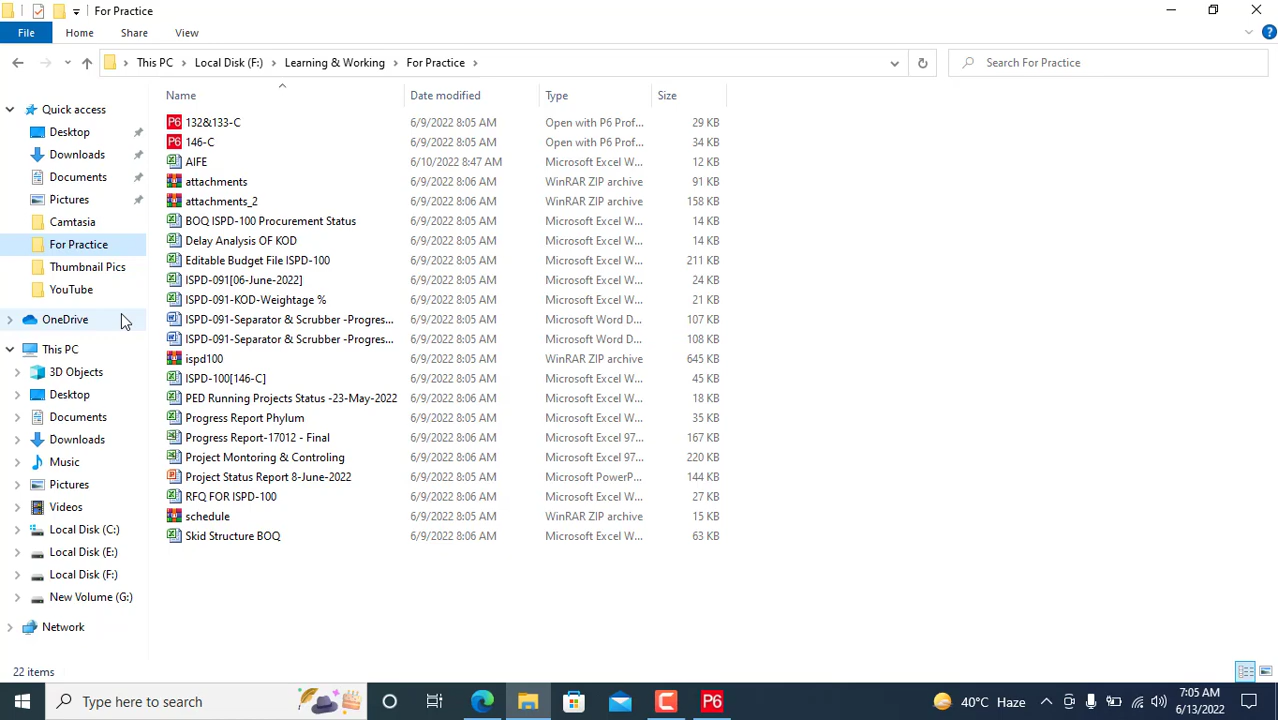 For Practice
File Home Share View
This PC Local Disk (F:) Learning & Working For Practice
Search For Practice
Name Date modified Type Size
Quick access
Desktop
Downloads
Documents
Pictures
Camtasia
For Practice
Thumbnail Pics
YouTube
OneDrive
This PC
3D Objects
Desktop
Documents
Downloads
Music
Pictures
Videos
Local Disk (C:)
Local Disk (E:)
Local Disk (F:)
New Volume (G:)
Network
P6 132&133-C 6/9/2022 8:05 AM Open with P6 Prof... 29 KB
P6 146-C 6/9/2022 8:05 AM Open with P6 Prof... 34 KB
AIFE 6/10/2022 8:47 AM Microsoft Excel W... 12 KB
attachments 6/9/2022 8:06 AM WinRAR ZIP archive 91 KB
attachments_2 6/9/2022 8:06 AM WinRAR ZIP archive 158 KB
BOQ ISPD-100 Procurement Status 6/9/2022 8:05 AM Microsoft Excel W... 14 KB
Delay Analysis OF KOD 6/9/2022 8:05 AM Microsoft Excel W... 14 KB
Editable Budget File ISPD-100 6/9/2022 8:06 AM Microsoft Excel W... 211 KB
ISPD-091[06-June-2022] 6/9/2022 8:05 AM Microsoft Excel W... 24 KB
ISPD-091-KOD-Weightage % 6/9/2022 8:05 AM Microsoft Excel W... 21 KB
ISPD-091-Separator & Scrubber -Progres... 6/9/2022 8:05 AM Microsoft Word D... 107 KB
ISPD-091-Separator & Scrubber -Progres... 6/9/2022 8:05 AM Microsoft Word D... 108 KB
ispd100 6/9/2022 8:05 AM WinRAR ZIP archive 645 KB
ISPD-100[146-C] 6/9/2022 8:05 AM Microsoft Excel W... 45 KB
PED Running Projects Status -23-May-2022 6/9/2022 8:06 AM Microsoft Excel W... 18 KB
Progress Report Phylum 6/9/2022 8:05 AM Microsoft Excel W... 35 KB
Progress Report-17012 - Final 6/9/2022 8:06 AM Microsoft Excel 97... 167 KB
Project Montoring & Controling 6/9/2022 8:06 AM Microsoft Excel 97... 220 KB
Project Status Report 8-June-2022 6/9/2022 8:05 AM Microsoft PowerP... 144 KB
RFQ FOR ISPD-100 6/9/2022 8:06 AM Microsoft Excel W... 27 KB
schedule 6/9/2022 8:05 AM WinRAR ZIP archive 15 KB
Skid Structure BOQ 6/9/2022 8:06 AM Microsoft Excel W... 63 KB
22 items
Type here to search
P6
40°C Haze
7:05 AM
6/13/2022